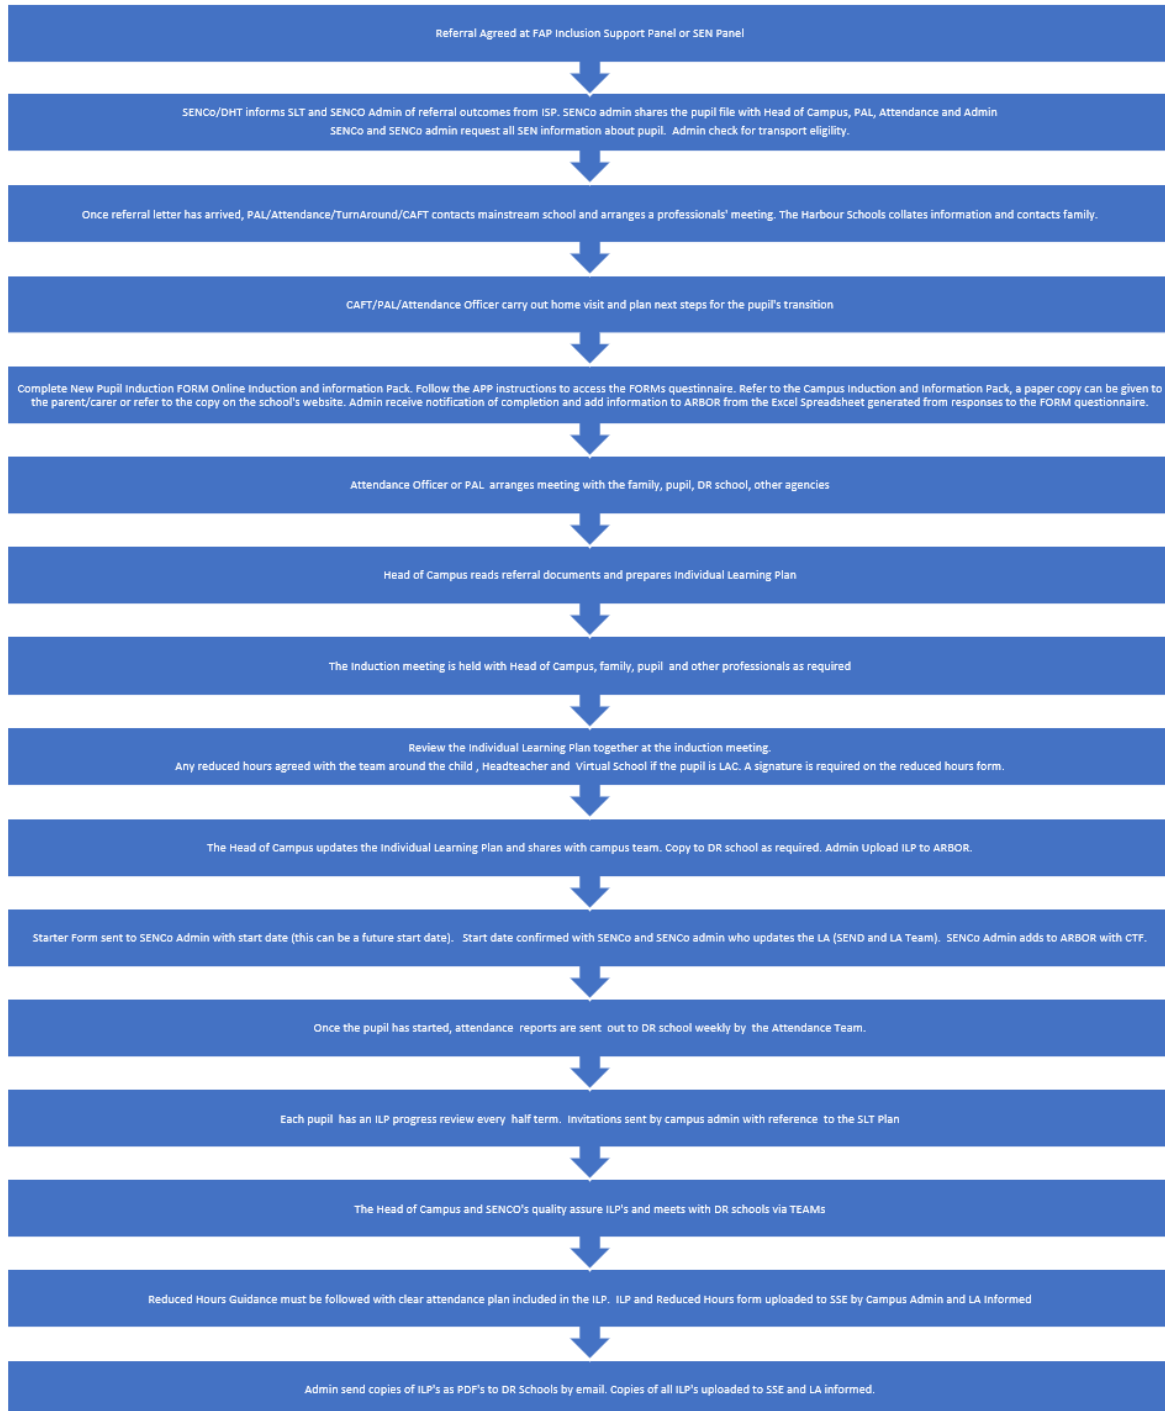 Referral Agreed at FAP Inclusion Support Panel or SEN Panel
SENCo/DHT informs SLT and SENCO Admin of referral outcomes from ISP. SENCo admin shares the pupil file with Head of Campus, PAL, Attendance and Admin
SENCo and SENCo admin request all SEN information about pupil. Admin check for transport eligility.
Once referral letter has arrived, PAL/Attendance/TurnAround/CAFT contacts mainstream school and arranges a professionals' meeting. The Harbour Schools collates information and contacts family.
CAFT/PAL/Attendance Officer carry out home visit and plan next steps for the pupil's transition
Complete New Pupil Induction FORM Online Induction and information Pack. Follow the APP instructions to access the FORMs questnnaire. Refer to the Campus Induction and Information Pack, a paper copy can be given to
the parent/carer or refer to the copy on the school's website. Admin receive notification of completion and add information to ARBOR from the Excel Spreadsheet generated from responses to the FORM questionnaire.
Attendance Officer or PAL arranges meeting with the family, pupil, DR school, other agencies
Head of Campus reads referral documents and prepares Individual Learning Plan
The Induction meeting is held with Head of Campus, family, pupil and other professionals as required
Review the Individual Learning Plan together at the induction meeting.
Any reduced hours agreed with the team around the child , Headteacher and Virtual School if the pupil is LAC. A signature is required on the reduced hours form.
The Head of Campus updates the Individual Learning Plan and shares with campus team. Copy to DR school as required. Admin Upload ILP to ARBOR.
Starter Form sent to SENCo Admin with start date (this can be a future start date). Start date confirmed with SENCo and SENCo admin who updates the LA (SEND and LA Team). SENCo Admin adds to ARBOR with CTF.
Once the pupil has started, attendance reports are sent out to DR school weekly by the Attendance Team.
Each pupil has an ILP progress review every half term. Invitations sent by campus admin with reference to the SLT Plan
The Head of Campus and SENCO's quality assure ILP's and meets with DR schools via TEAMs
Reduced Hours Guidance must be followed with clear attendance plan included in the ILP. ILP and Reduced Hours form uploaded to SSE by Campus Admin and LA Informed
Admin send copies of ILP's as PDF's to DR Schools by email. Copies of all ILP's uploaded to SSE and LA informed.